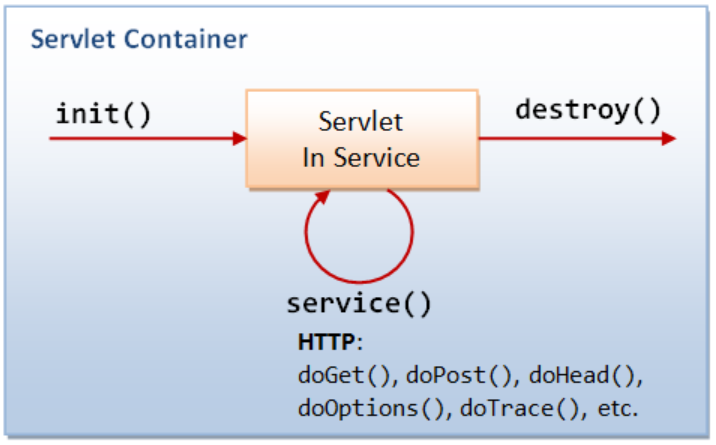 Servlet Container
init()
Servlet
In Service
destroy()
service()
HTTP:
doGet(), doPost(), doHead(),
doOptions(), doTrace(), etc.